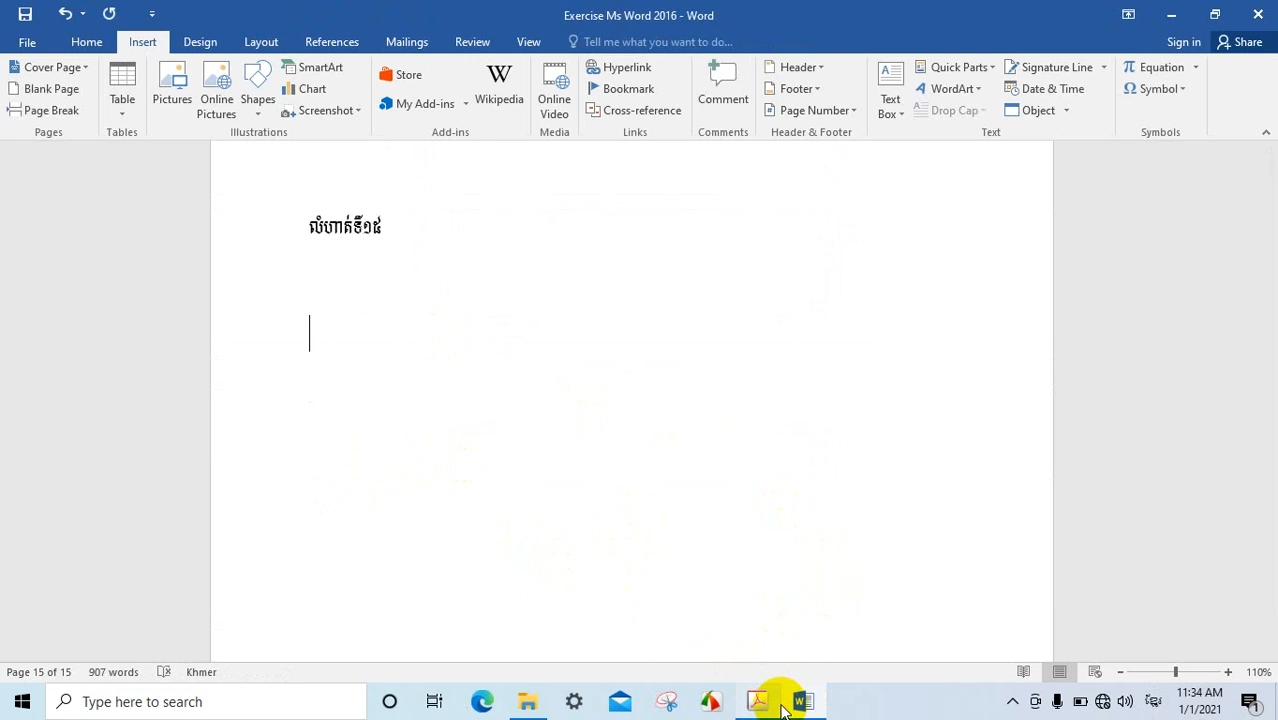 Exercise Ms Word 2016 - Word
File Home Insert Design Layout References Mailings Review View Tell me what you want to do... Sign in Share
Cover Page
Blank Page
Page Break
Pages
Table
Tables
Pictures
Online Pictures
Shapes
SmartArt
Chart
Screenshot
Illustrations
Store
My Add-ins
W
Wikipedia
Add-ins
Online Video
Media
Hyperlink
Bookmark
Cross-reference
Links
Comment
Comments
Header
Footer
Page Number
Header & Footer
Text Box
Quick Parts
WordArt
Drop Cap
Signature Line
Date & Time
Object
Text
Equation
Symbol
Symbols
លំហាត់ទី១៥
Page 15 of 15 907 words Khmer 110%
Type here to search
11:34 AM
1/1/2021